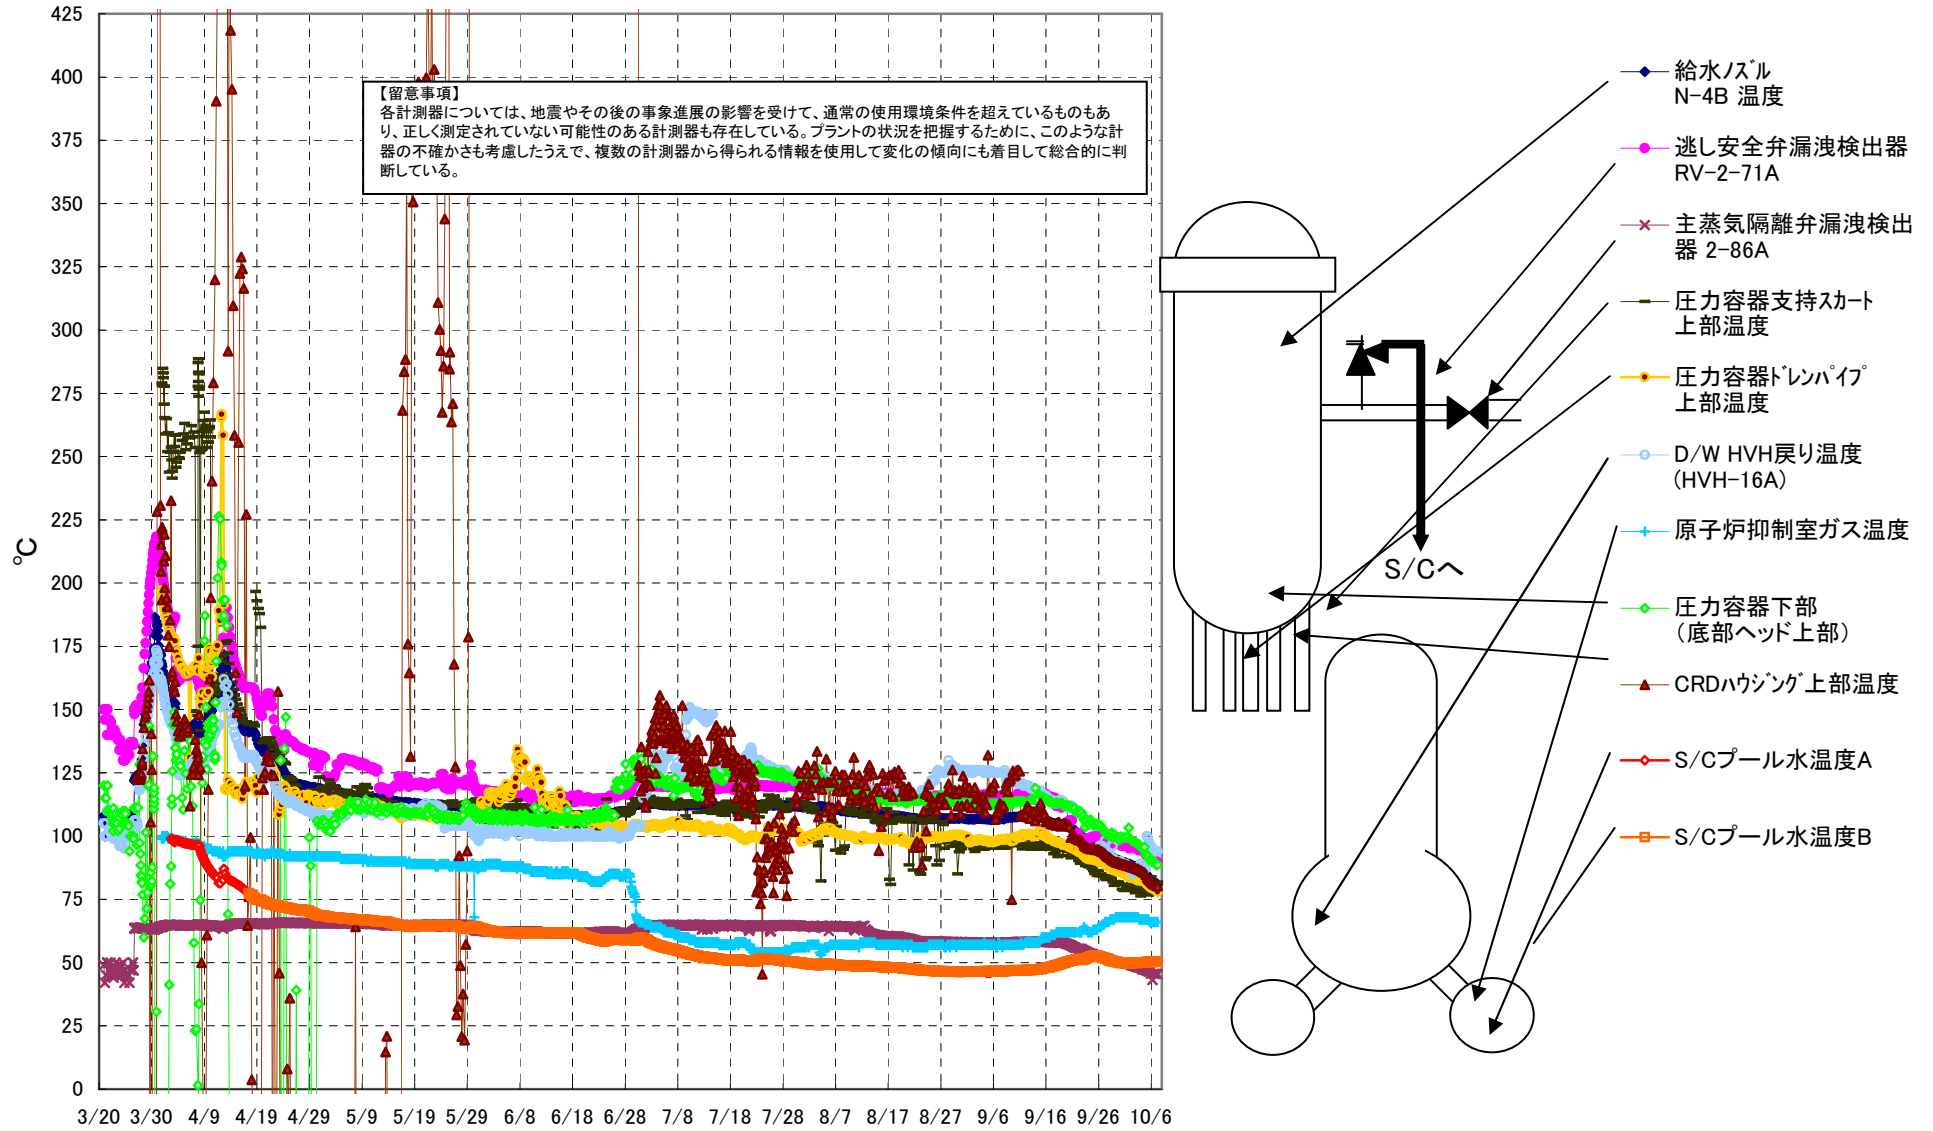 425
400
375
350
325
300
275
250
225
200
175
150
125
100
75
50
25
0
℃
3/20 3/30 4/9 4/19 4/29 5/9 5/19 5/29 6/8 6/18 6/28 7/8 7/18 7/28 8/7 8/17 8/27 9/6 9/16 9/26 10/6
【留意事項】
各計測器については、地震やその後の事象進展の影響を受けて、通常の使用環境条件を超えているものもあ
り、正しく測定されていない可能性のある計測器も存在している。プラントの状況を把握するために、このような計
器の不確かさも考慮したうえで、複数の計測器から得られる情報を使用して変化の傾向にも着目して総合的に判
断している。
S/Cへ
給水ﾉｽﾞﾙ
N-4B 温度
逃し安全弁漏洩検出器
RV-2-71A
主蒸気隔離弁漏洩検出
器 2-86A
圧力容器支持ｽｶｰﾄ
上部温度
圧力容器ﾄﾞﾚﾝﾊﾟｲﾌﾟ
上部温度
D/W HVH戻り温度
(HVH-16A)
原子炉抑制室ガス温度
圧力容器下部
（底部ヘッド上部）
CRDﾊｳｼﾞﾝｸﾞ上部温度
S/Cプール水温度A
S/Cプール水温度B